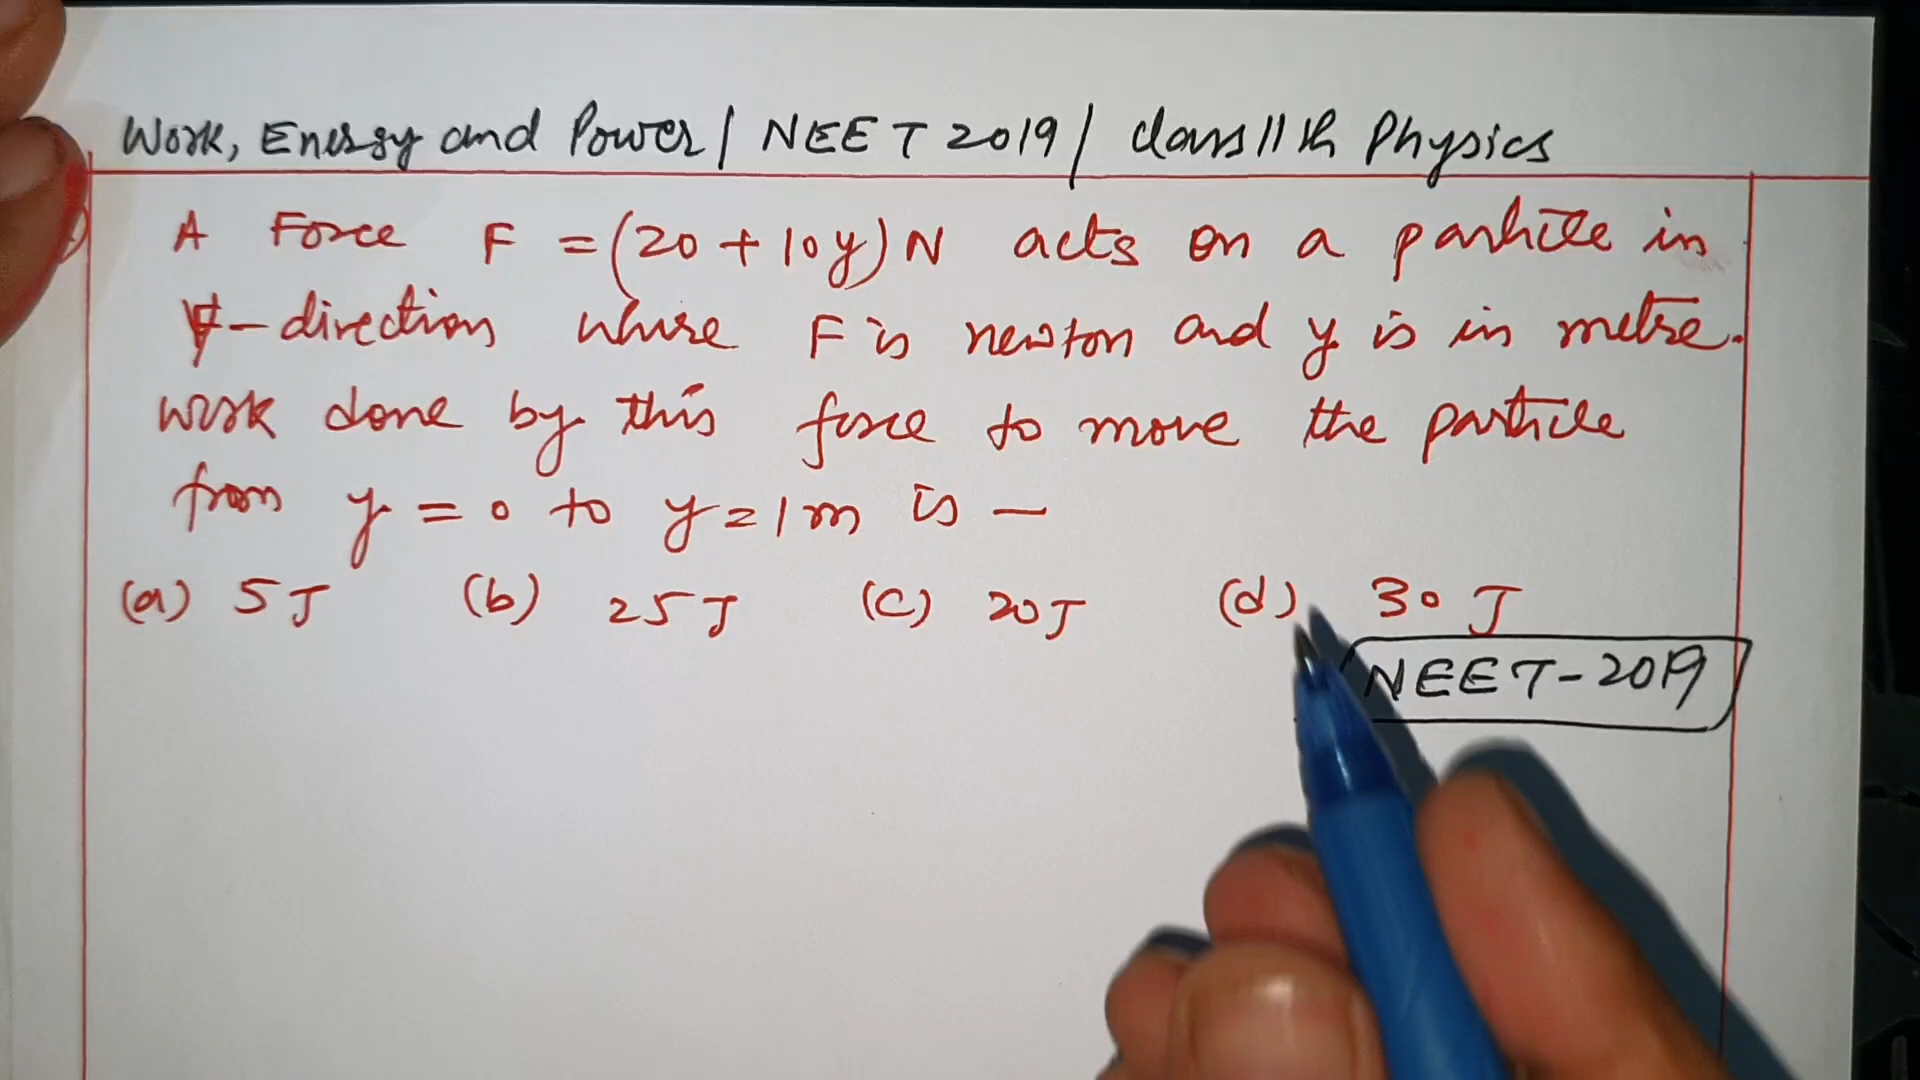 Work, Energy and Power / NEET 2019 / Class 11th Physics
A Force F = (20 + 10y) N acts on a particle in
y-direction where F is newton and y is in metre.
Work done by this force to move the particle
from y = 0 to y = 1 m is —
(a) 5 J (b) 25 J (c) 20 J (d) 30 J
NEET-2019